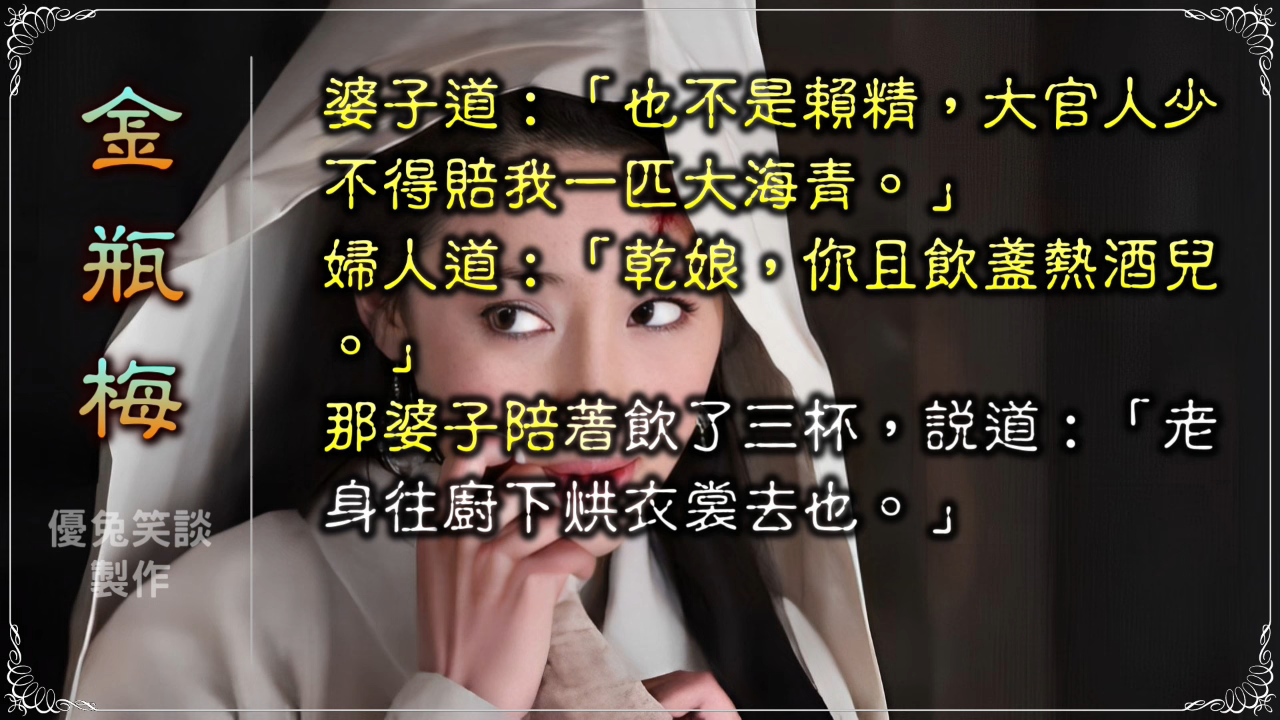 金瓶梅
優兔笑談
製作
婆子道：「也不是賴精，大官人少
不得賠我一匹大海青。」
婦人道：「乾娘，你且飲盞熱酒兒
。」
那婆子陪著飲了三杯，説道：「老
身往廚下烘衣裳去也。」